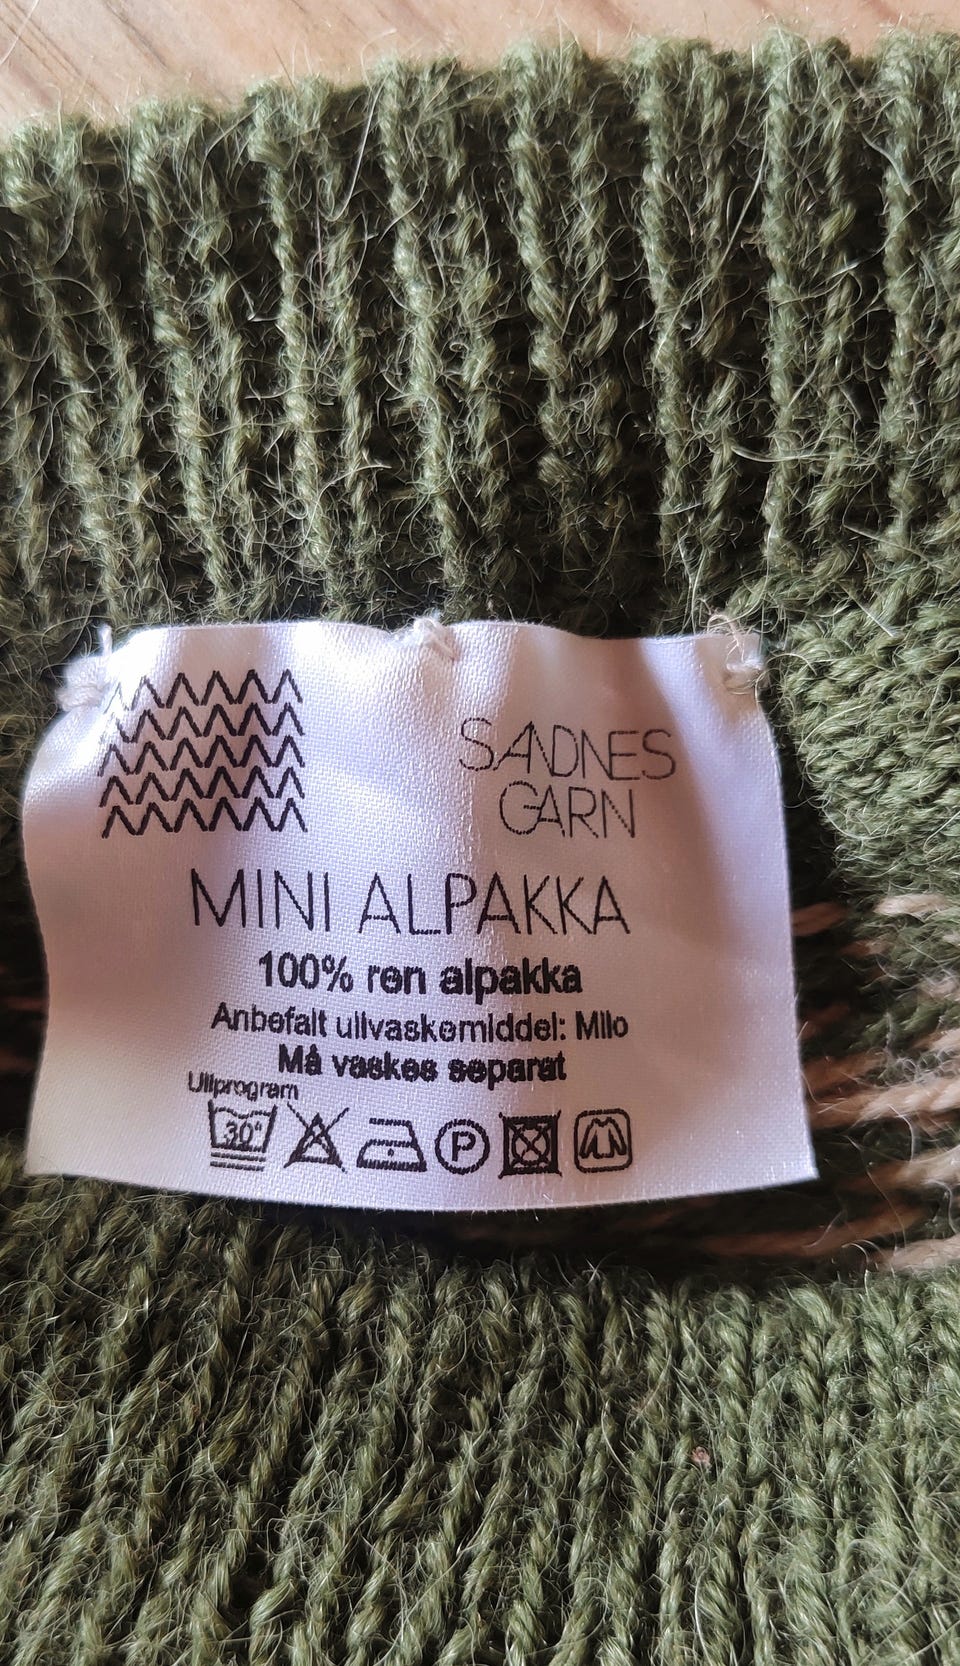 SANDNES
GARN
MINI ALPAKKA
100% ren alpakka
Anbefalt ullvaskemiddel: Milo
Må vaskes separat
Ullprogram
30°
P